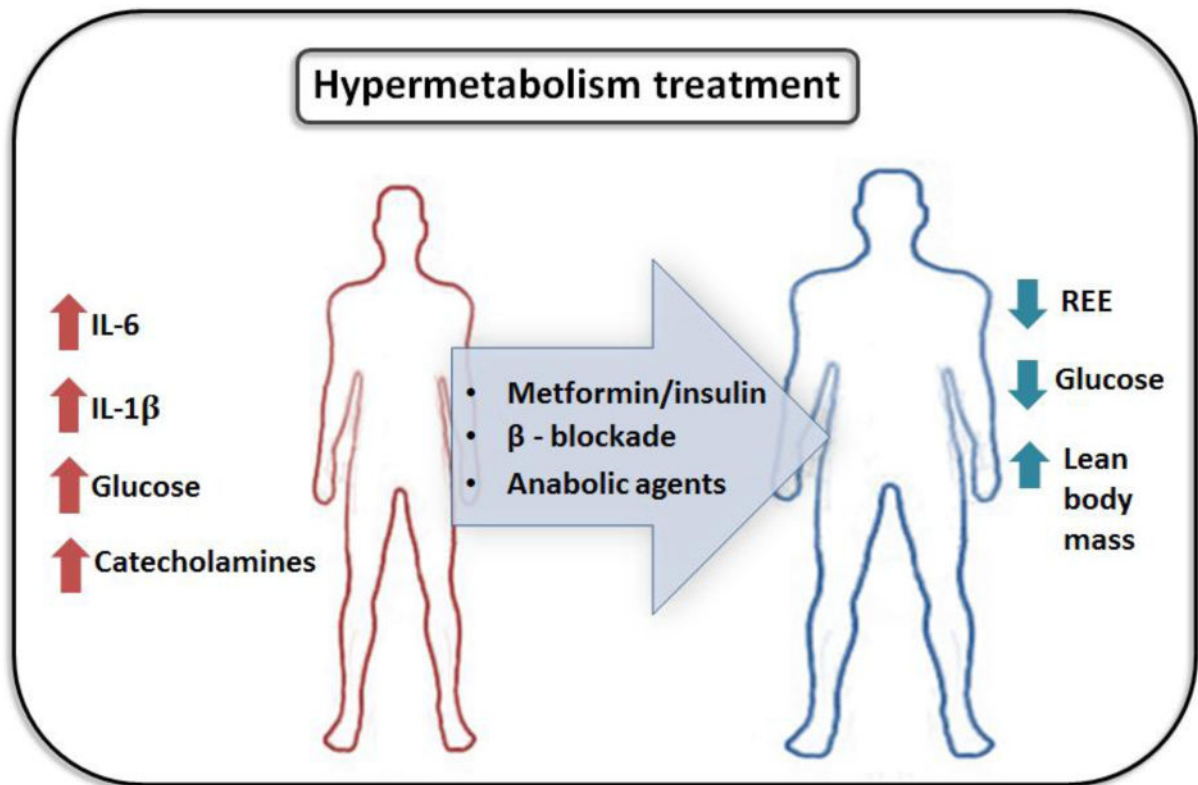 Hypermetabolism treatment
IL-6
IL-1β
Glucose
Catecholamines
• Metformin/insulin
• β - blockade
• Anabolic agents
REE
Glucose
Lean
body
mass